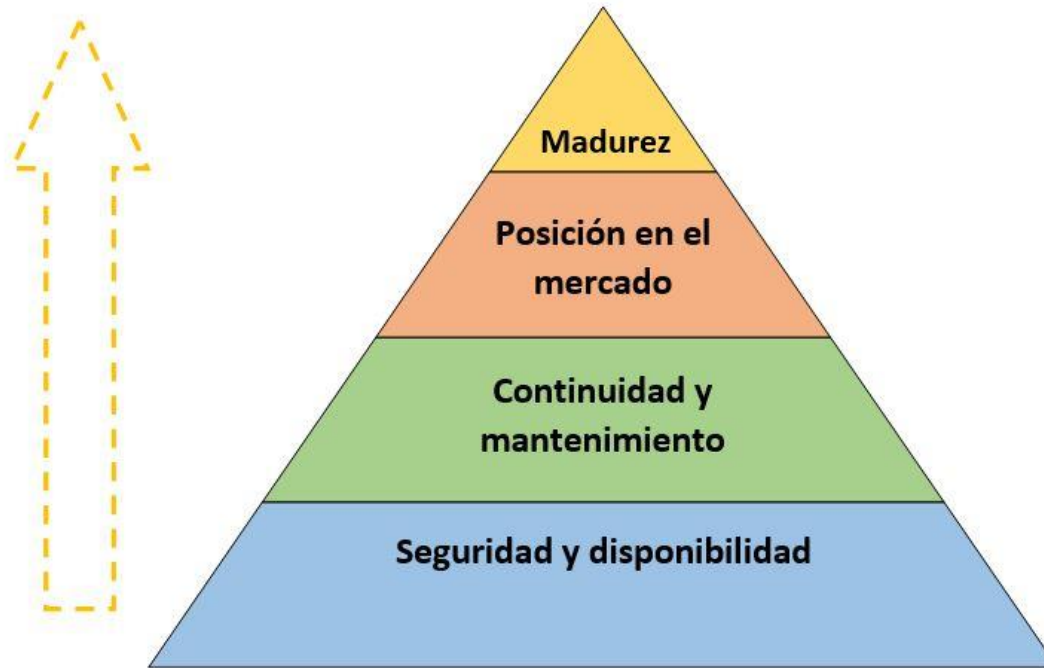 Madurez
Posición en el
mercado
Continuidad y
mantenimiento
Seguridad y disponibilidad